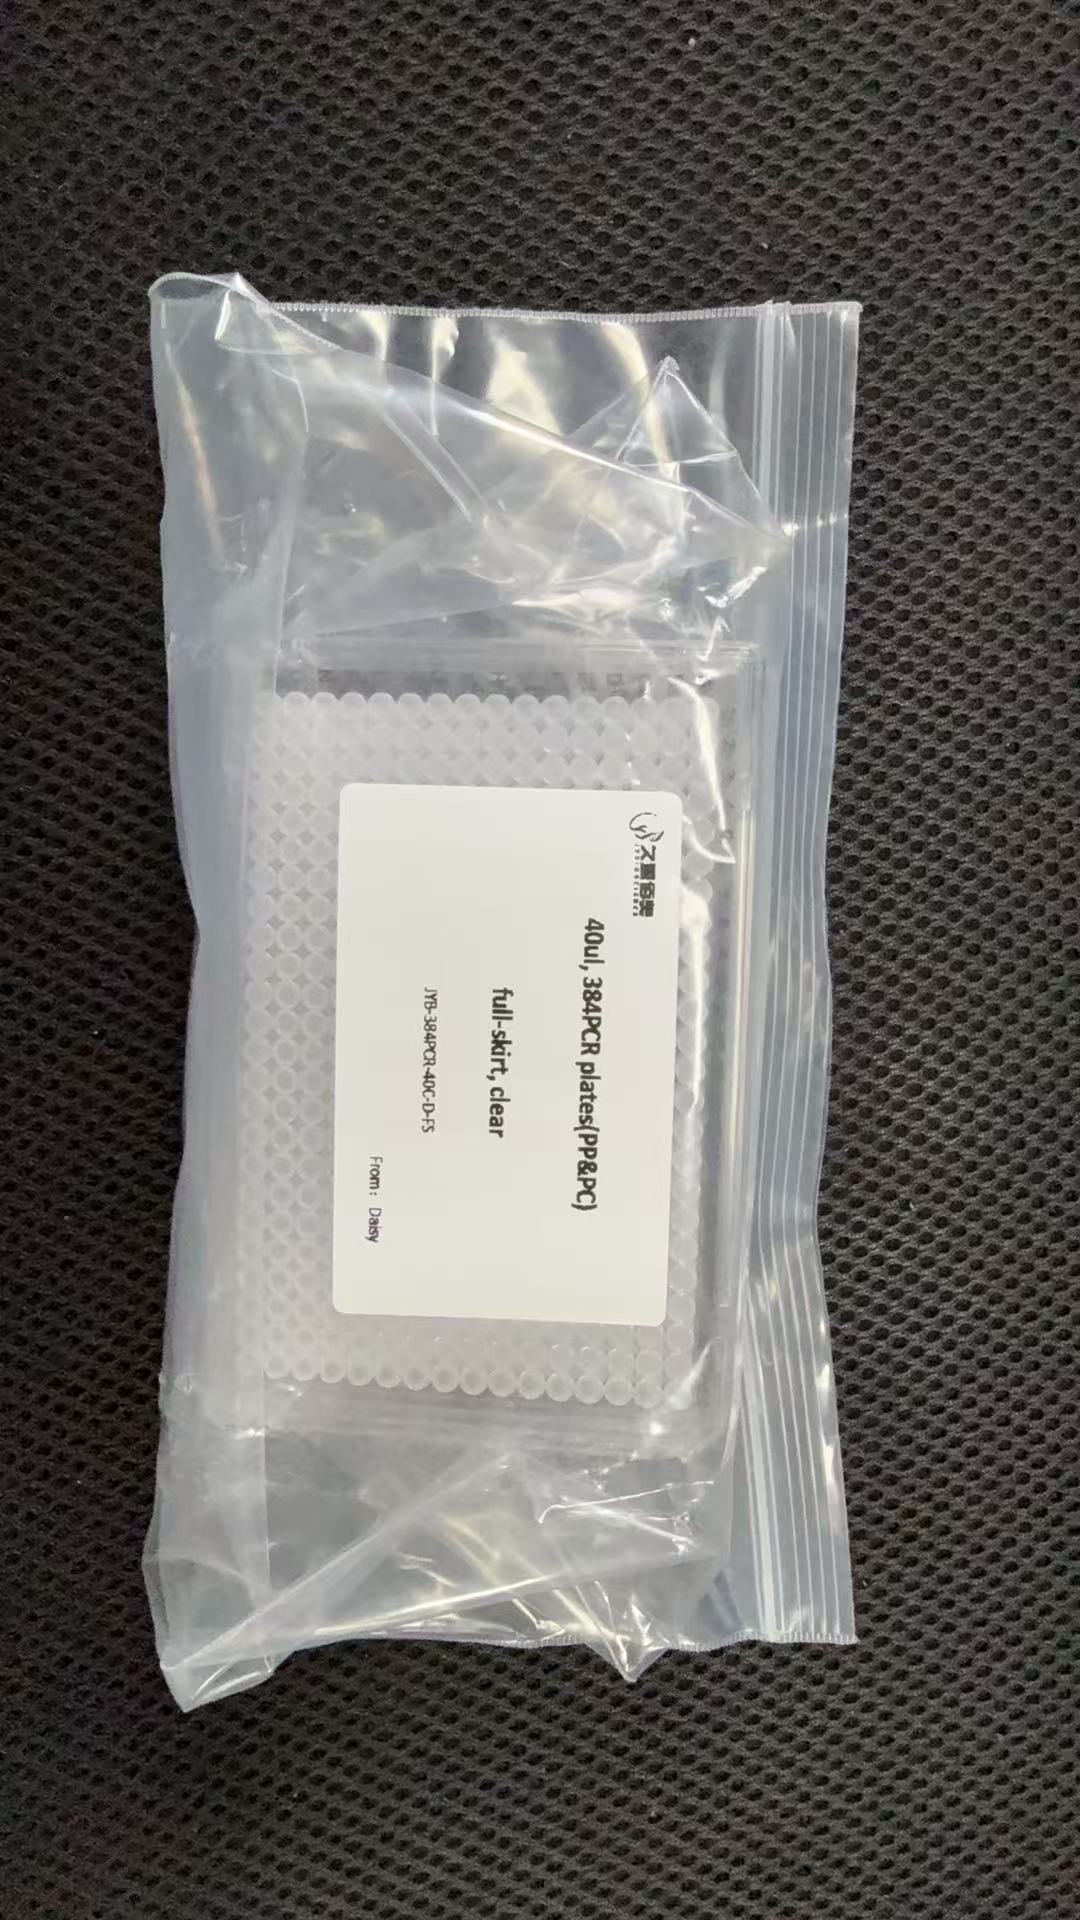 40ul, 384PCR plates(PP&PC)
full-skirt, clear
JYB-384PCR-40C-D-FS
From： Daisy